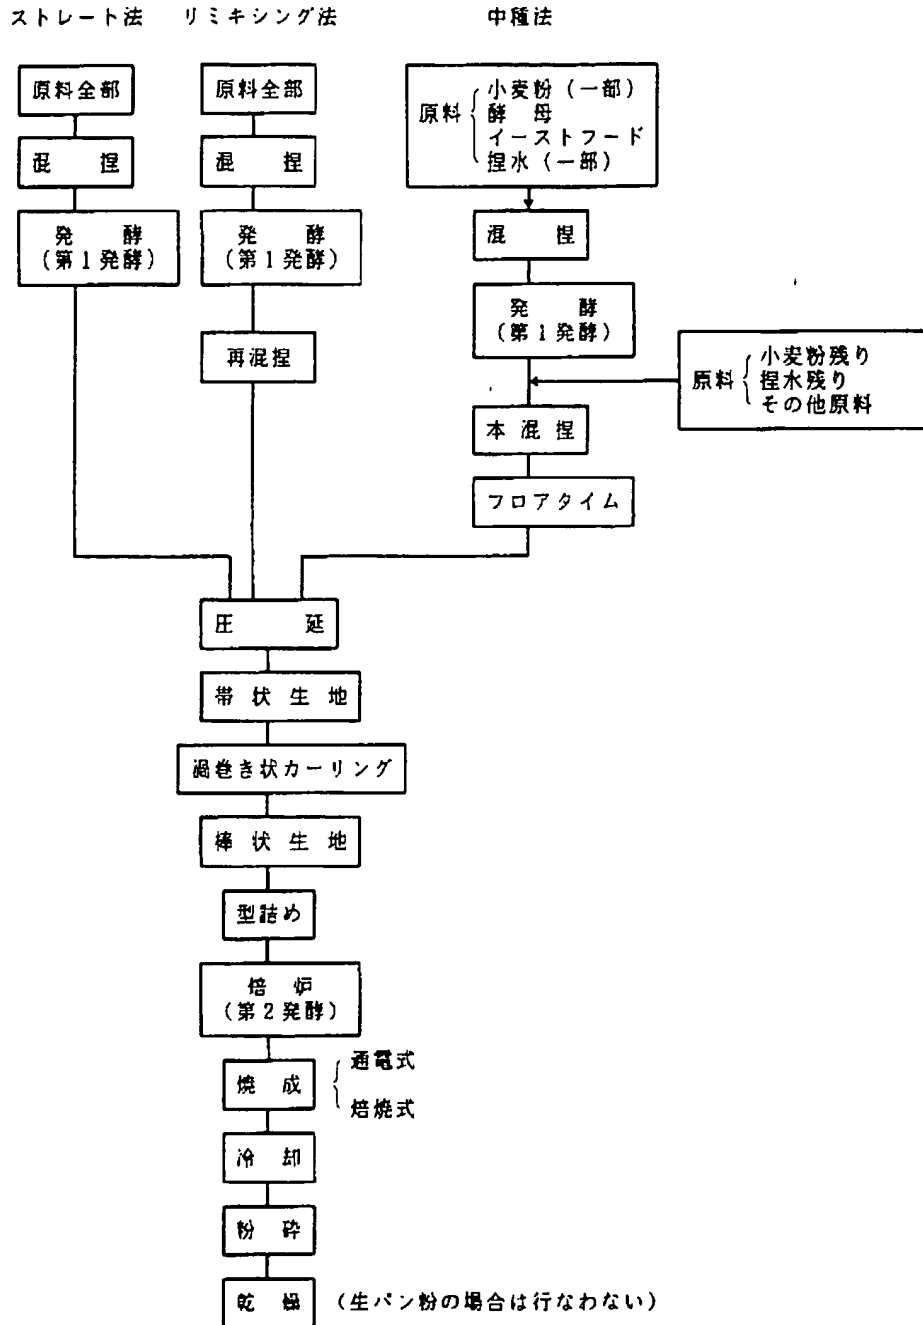 ストレート法
リミキシング法
中種法
原料全部
混捏
発酵
(第1発酵)
原料全部
混捏
発酵
(第1発酵)
再混捏
原料
小麦粉(一部)
酵母
イーストフード
捏水(一部)
混捏
発酵
(第1発酵)
原料
小麦粉残り
捏水残り
その他原料
本混捏
フロアタイム
圧延
帯状生地
渦巻き状カーリング
棒状生地
型詰め
焙炉
(第2発酵)
焼成
通電式
焙焼式
冷却
粉砕
乾燥 (生パン粉の場合は行なわない)